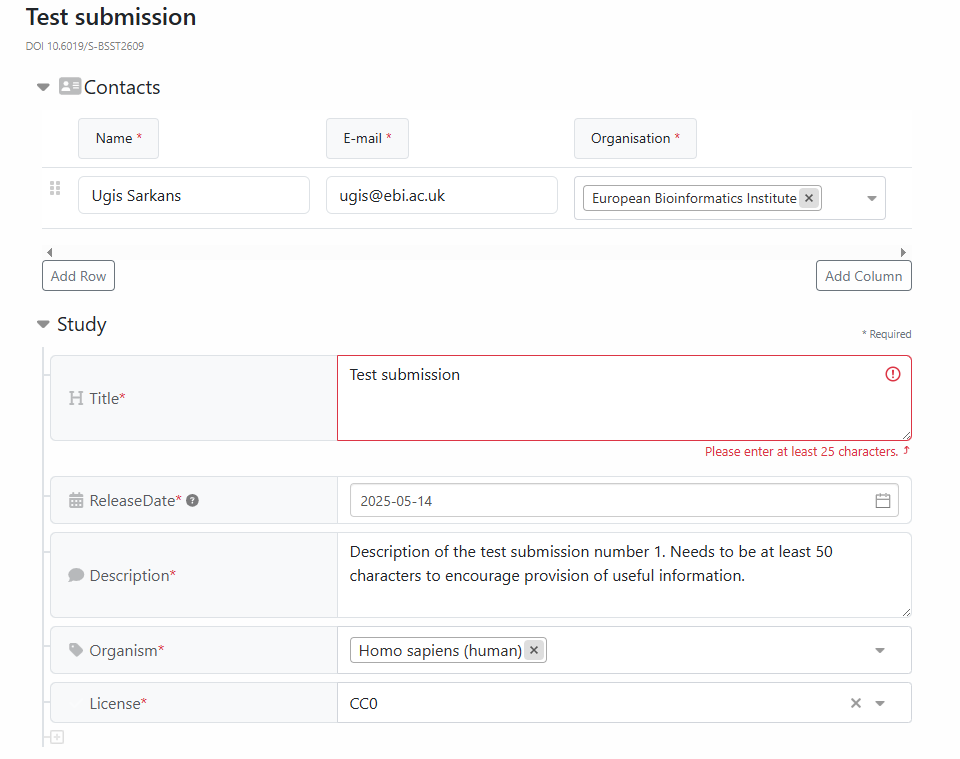 Test submission
DOI 10.6019/S-BSST2609
Contacts
Name *
E-mail *
Organisation *
Ugis Sarkans
ugis@ebi.ac.uk
European Bioinformatics Institute
Add Row
Add Column
Study
* Required
Title*
Test submission
Please enter at least 25 characters.
ReleaseDate*
2025-05-14
Description*
Description of the test submission number 1. Needs to be at least 50
characters to encourage provision of useful information.
Organism*
Homo sapiens (human)
License*
CC0